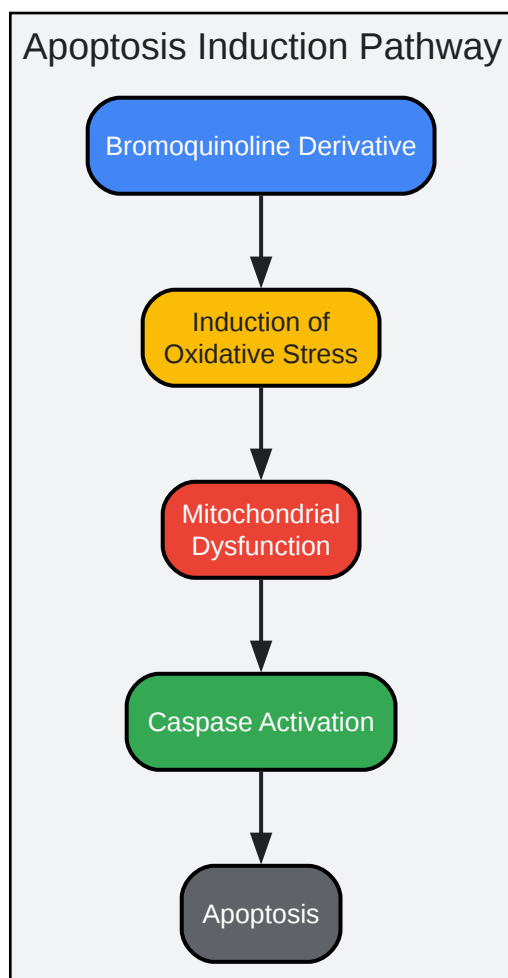 Apoptosis Induction Pathway
Bromoquinoline Derivative
Induction of
Oxidative Stress
Mitochondrial
Dysfunction
Caspase Activation
Apoptosis